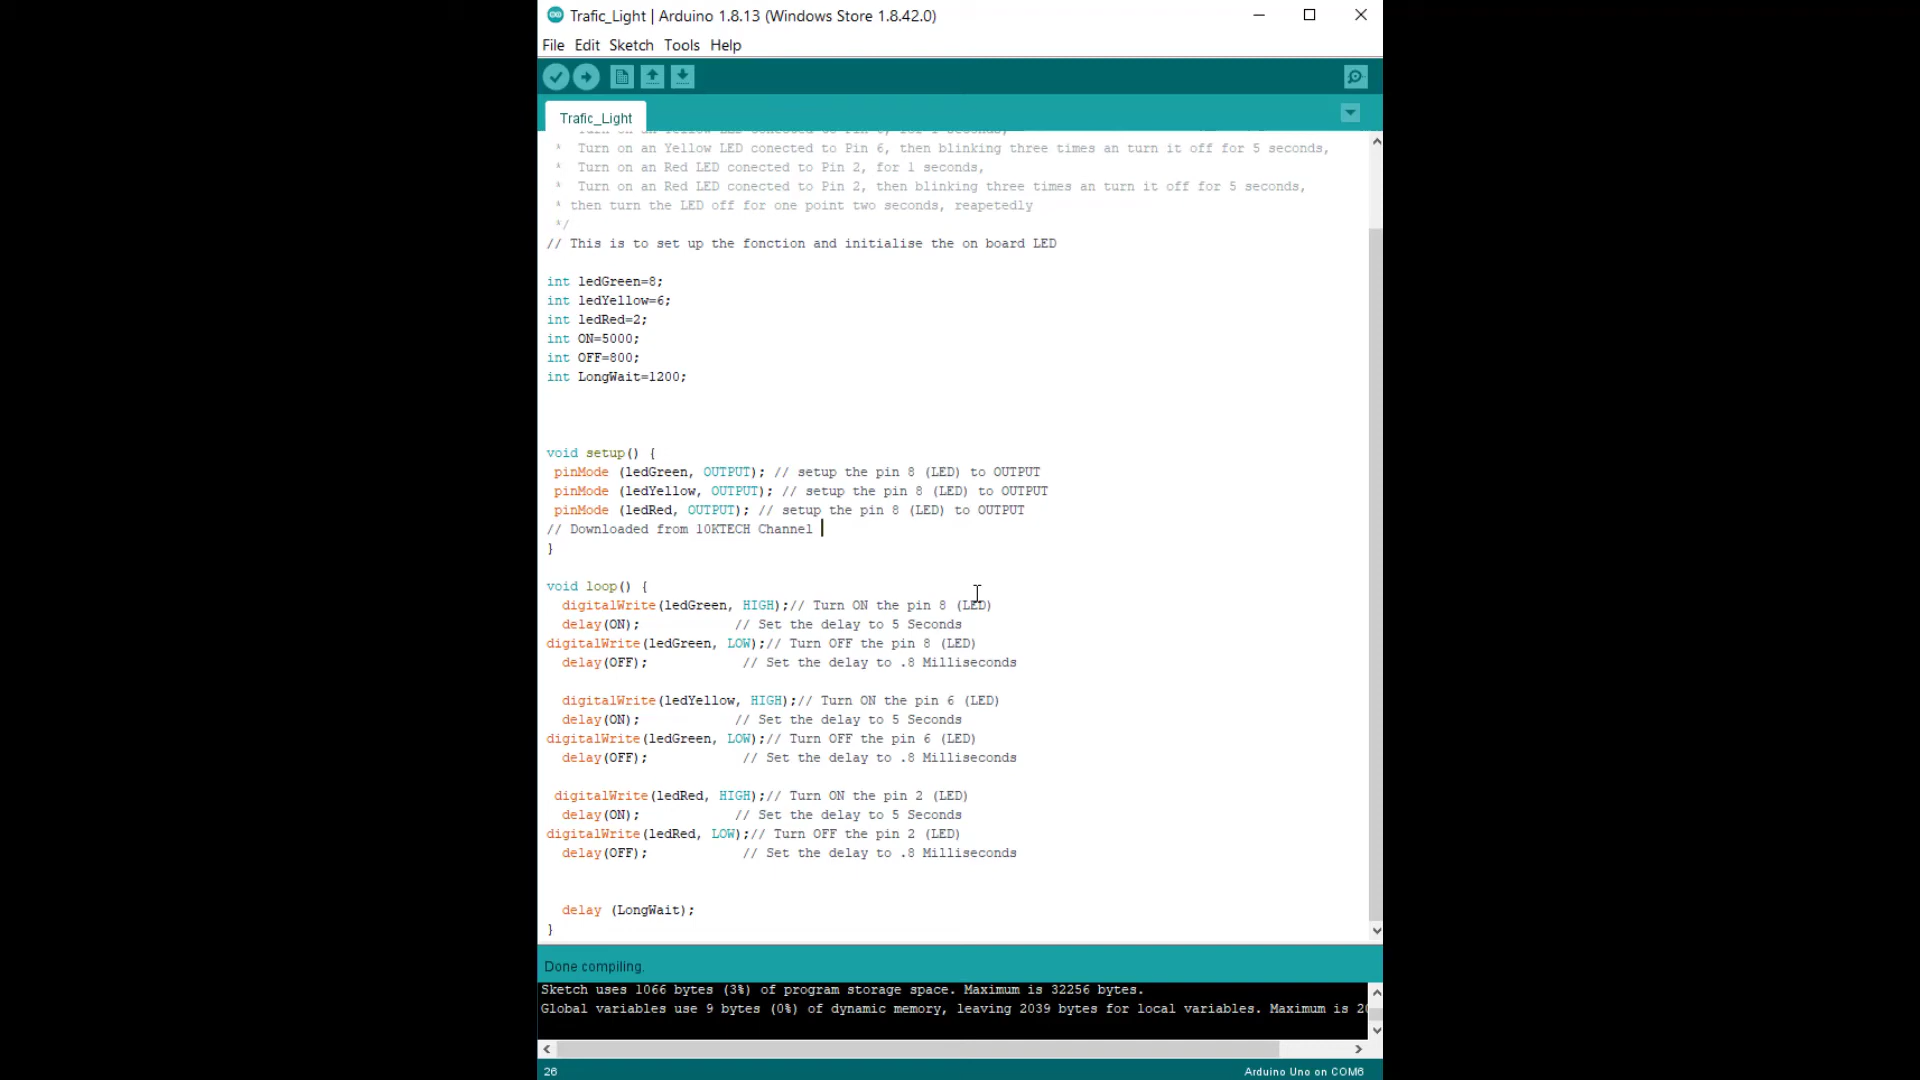 Trafic_Light | Arduino 1.8.13 (Windows Store 1.8.42.0)
File Edit Sketch Tools Help
Trafic_Light
* Turn on an Yellow LED conected to Pin 6, then blinking three times an turn it off for 5 seconds,
* Turn on an Red LED conected to Pin 2, for 1 seconds,
* Turn on an Red LED conected to Pin 2, then blinking three times an turn it off for 5 seconds,
* then turn the LED off for one point two seconds, reapetedly
*/
// This is to set up the fonction and initialise the on board LED
int ledGreen=8;
int ledYellow=6;
int ledRed=2;
int ON=5000;
int OFF=800;
int LongWait=1200;
void setup() {
pinMode (ledGreen, OUTPUT); // setup the pin 8 (LED) to OUTPUT
pinMode (ledYellow, OUTPUT); // setup the pin 8 (LED) to OUTPUT
pinMode (ledRed, OUTPUT); // setup the pin 8 (LED) to OUTPUT
// Downloaded from 10KTECH Channel
}
void loop() {
digitalWrite(ledGreen, HIGH);// Turn ON the pin 8 (LED)
delay(ON); // Set the delay to 5 Seconds
digitalWrite(ledGreen, LOW);// Turn OFF the pin 8 (LED)
delay(OFF); // Set the delay to .8 Milliseconds
digitalWrite(ledYellow, HIGH);// Turn ON the pin 6 (LED)
delay(ON); // Set the delay to 5 Seconds
digitalWrite(ledGreen, LOW);// Turn OFF the pin 6 (LED)
delay(OFF); // Set the delay to .8 Milliseconds
digitalWrite(ledRed, HIGH);// Turn ON the pin 2 (LED)
delay(ON); // Set the delay to 5 Seconds
digitalWrite(ledRed, LOW);// Turn OFF the pin 2 (LED)
delay(OFF); // Set the delay to .8 Milliseconds
delay (LongWait);
}
Done compiling.
Sketch uses 1066 bytes (3%) of program storage space. Maximum is 32256 bytes.
Global variables use 9 bytes (0%) of dynamic memory, leaving 2039 bytes for local variables. Maximum is 20
26
Arduino Uno on COM6